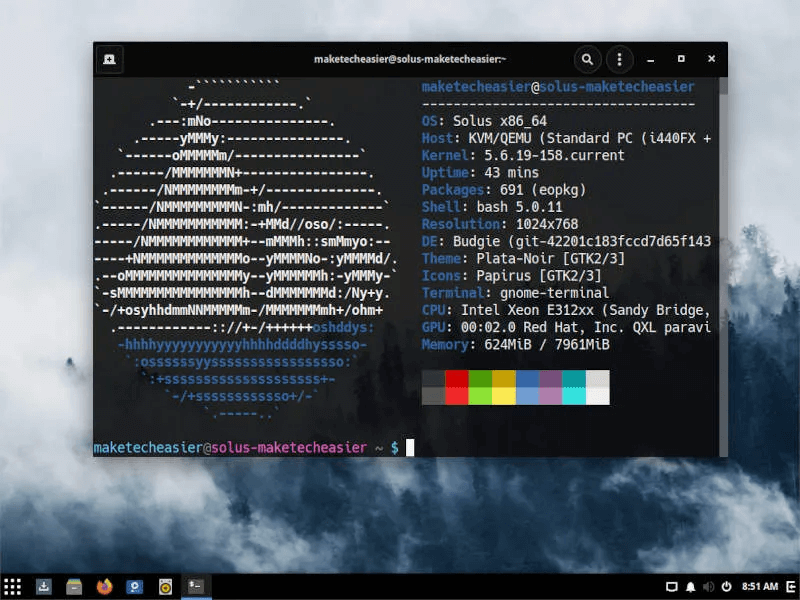 maketecheasier@solus-maketecheasier:~
maketecheasier@solus-maketecheasier
-----------------------------------
OS: Solus x86_64
Host: KVM/QEMU (Standard PC (i440FX +
Kernel: 5.6.19-158.current
Uptime: 43 mins
Packages: 691 (eopkg)
Shell: bash 5.0.11
Resolution: 1024x768
DE: Budgie (git-42201c183fccd7d65f143
Theme: Plata-Noir [GTK2/3]
Icons: Papirus [GTK2/3]
Terminal: gnome-terminal
CPU: Intel Xeon E312xx (Sandy Bridge,
GPU: 00:02.0 Red Hat, Inc. QXL paravi
Memory: 624MiB / 7961MiB
maketecheasier@solus-maketecheasier ~ $
8:51 AM